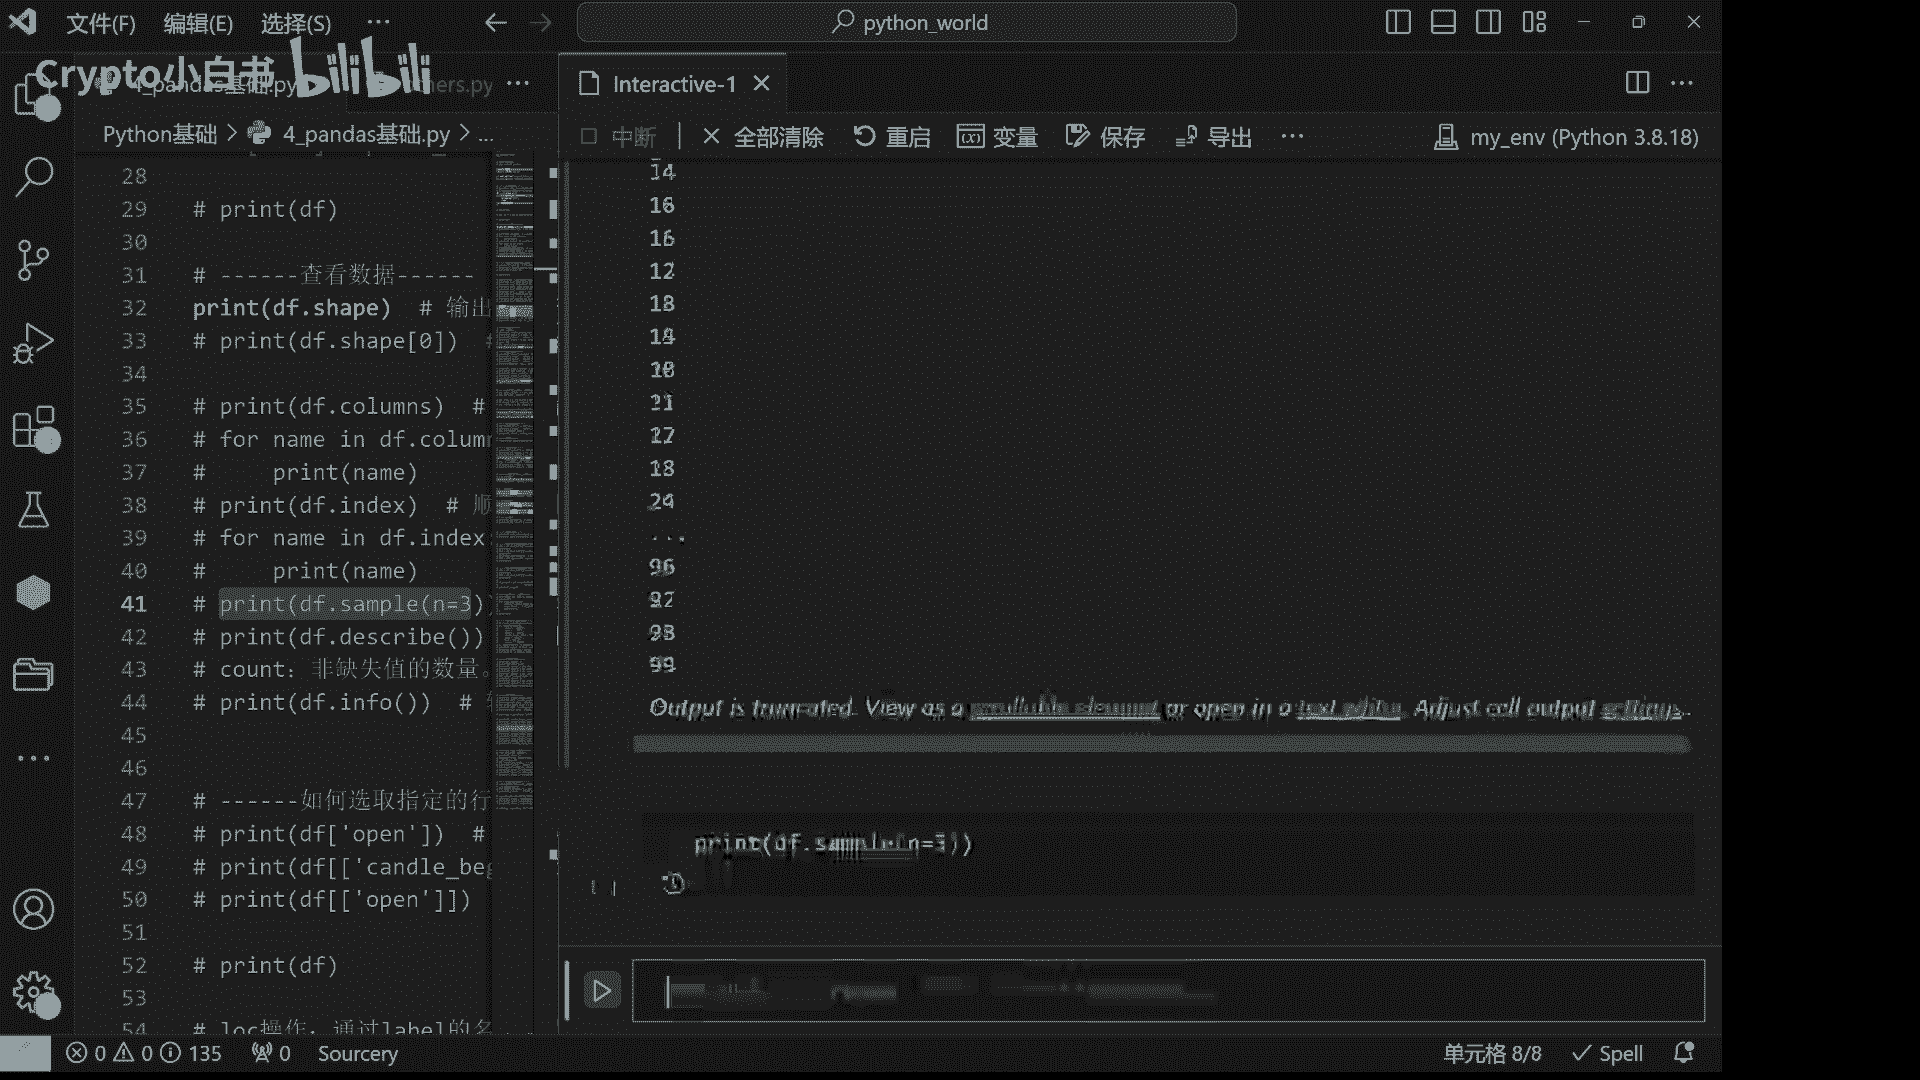 文件(F) 编辑(E) 选择(S) ... python_world
Crypto小白书 bilibili
4_pandas基础.py ners.py ... Interactive-1
Python基础 > 4_pandas基础.py > ...
中断 | 全部清除 重启 变量 保存 导出 ... my_env (Python 3.8.18)
28
29 # print(df)
30
31 # ------查看数据------
32 print(df.shape) # 输出
33 # print(df.shape[0]) #
34
35 # print(df.columns) #
36 # for name in df.colum
37 #     print(name)
38 # print(df.index) # 顺
39 # for name in df.index
40 #     print(name)
41 # print(df.sample(n=3)
42 # print(df.describe())
43 # count：非缺失值的数量。
44 # print(df.info()) #
45
46
47 # ------如何选取指定的行
48 # print(df['open']) #
49 # print(df[['candle_beg
50 # print(df[['open']])
51
52 # print(df)
53
54 # loc操作：通过label的名
16
12
17
...
96
98
99
Output is truncated. View as a scrollable element or open in a text editor. Adjust cell output settings...
print(df.sample(n=3))
0 0 135 0 Sourcery
单元格 8/8 Spell